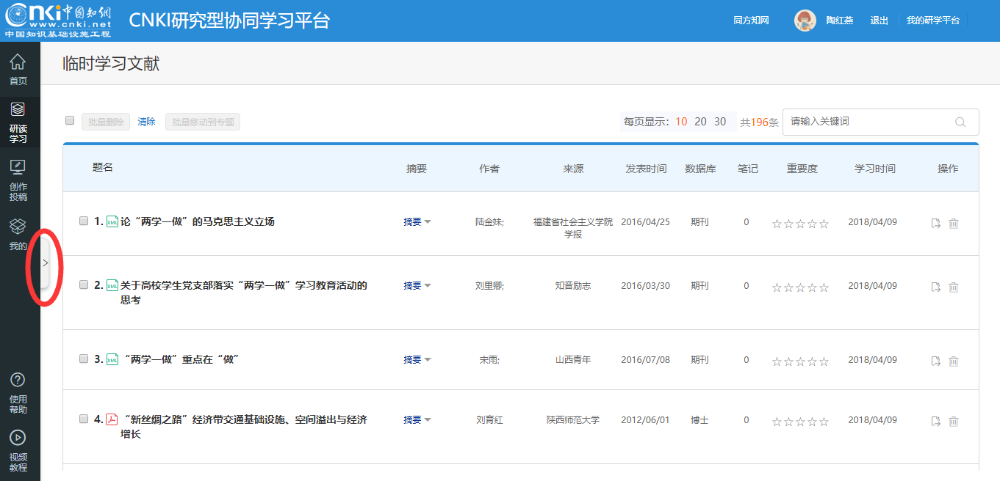 Cnki 中国知网
www.cnki.net
中国知识基础设施工程
CNKI研究型协同学习平台
同方知网 陶红燕 退出 我的研学平台
首页
研读
学习
创作
投稿
我的
使用
帮助
视频
教程
临时学习文献
批量删除 清除 批量移动到专题 每页显示: 10 20 30 共196条 请输入关键词
题名 摘要 作者 来源 发表时间 数据库 笔记 重要度 学习时间 操作
1. XML 论“两学一做”的马克思主义立场 摘要 陆金妹; 福建省社会主义学院 2016/04/25 期刊 0 ☆☆☆☆☆ 2018/04/09
学报
2. XML 关于高校学生党支部落实“两学一做”学习教育活动的 摘要 刘里卿; 知音励志 2016/03/30 期刊 0 ☆☆☆☆☆ 2018/04/09
思考
3. XML “两学一做”重点在“做” 摘要 宋雨; 山西青年 2016/07/08 期刊 0 ☆☆☆☆☆ 2018/04/09
4. “新丝绸之路”经济带交通基础设施、空间溢出与经济 摘要 刘育红 陕西师范大学 2012/06/01 博士 0 ☆☆☆☆☆ 2018/04/09
增长